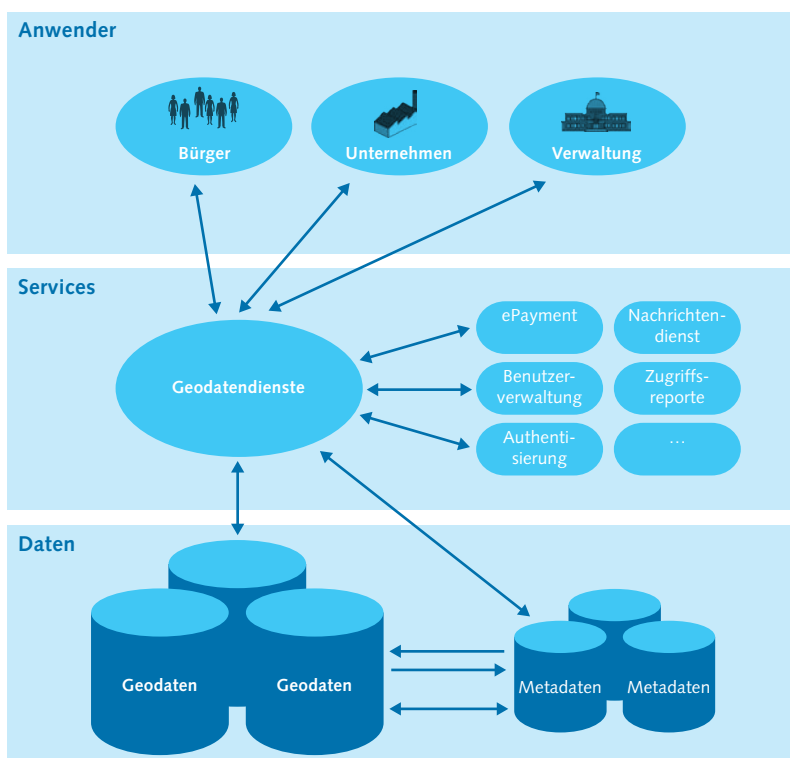 Anwender
Bürger
Unternehmen
Verwaltung
Services
Geodatendienste
ePayment
Nachrichten-
dienst
Benutzer-
verwaltung
Zugriffs-
reporte
Authenti-
sierung
...
Daten
Geodaten
Geodaten
Metadaten
Metadaten